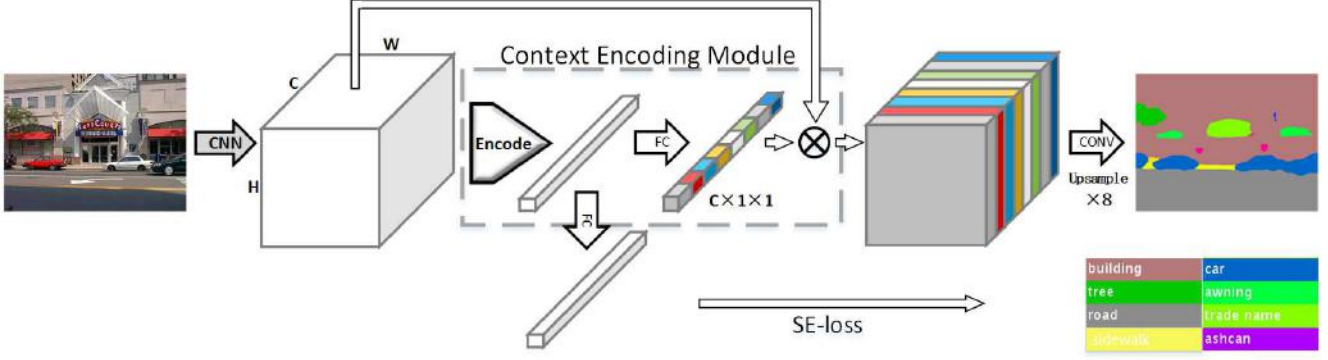 W
Context Encoding Module
C
CNN
Encode
FC
H
C×1×1
CONV
Upsample
×8
FC
building
car
tree
awning
road
trade name
sidewalk
ashcan
SE-loss